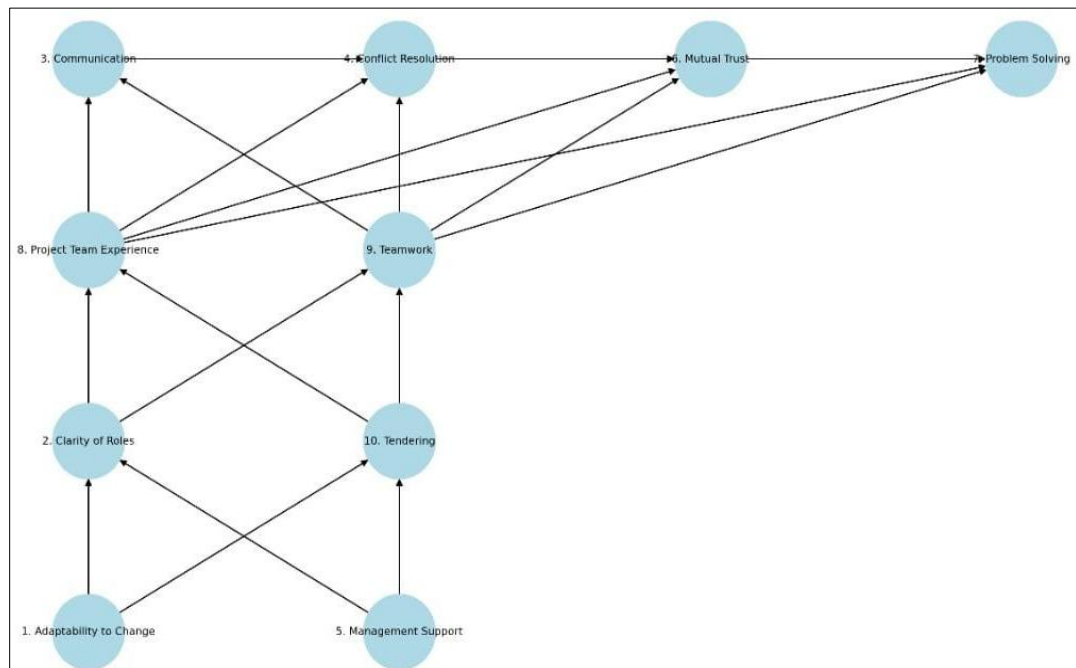 3. Communication
4. Conflict Resolution
6. Mutual Trust
7. Problem Solving
8. Project Team Experience
9. Teamwork
2. Clarity of Roles
10. Tendering
1. Adaptability to Change
5. Management Support